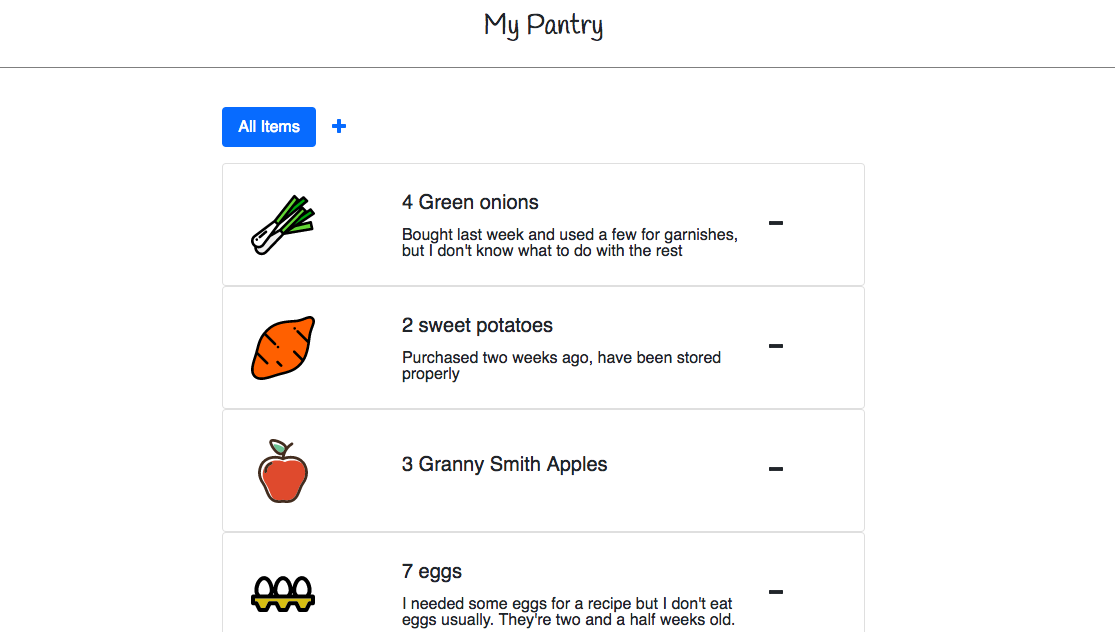 My Pantry
All Items
4 Green onions
Bought last week and used a few for garnishes,
but I don't know what to do with the rest
2 sweet potatoes
Purchased two weeks ago, have been stored
properly
3 Granny Smith Apples
7 eggs
I needed some eggs for a recipe but I don't eat
eggs usually. They're two and a half weeks old.